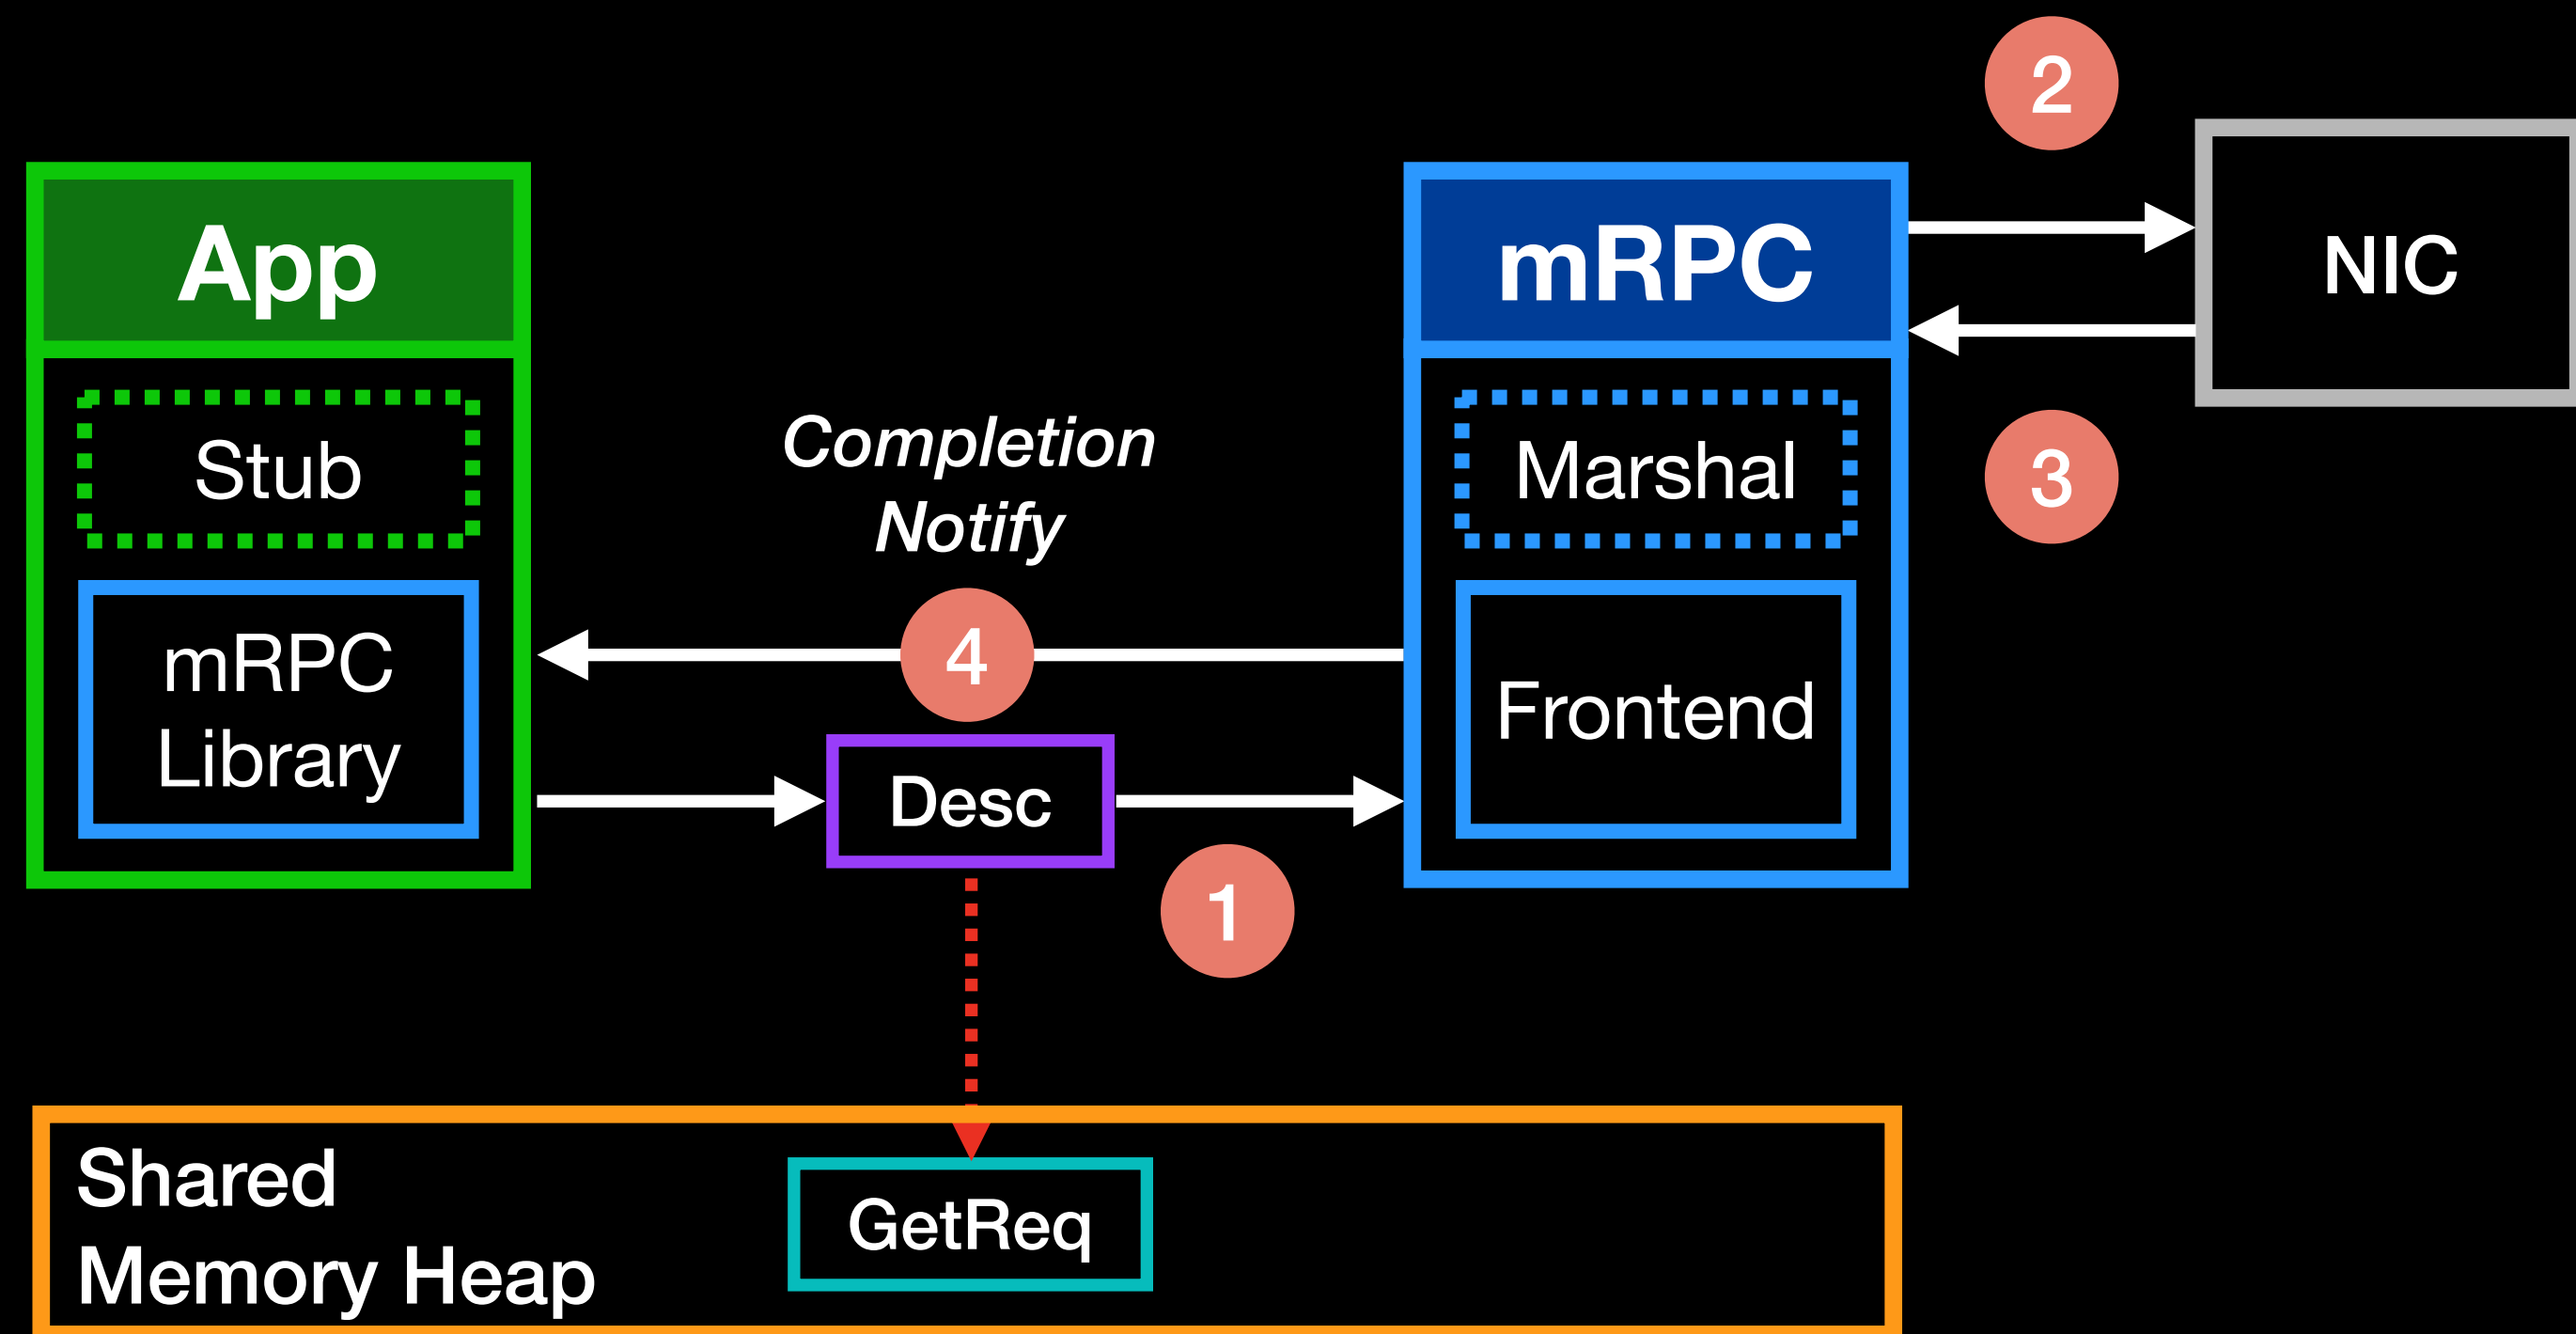 2
App
mRPC
NIC
Stub
Completion
Notify
Marshal
3
mRPC
Library
4
Frontend
Desc
1
Shared
Memory Heap
GetReq